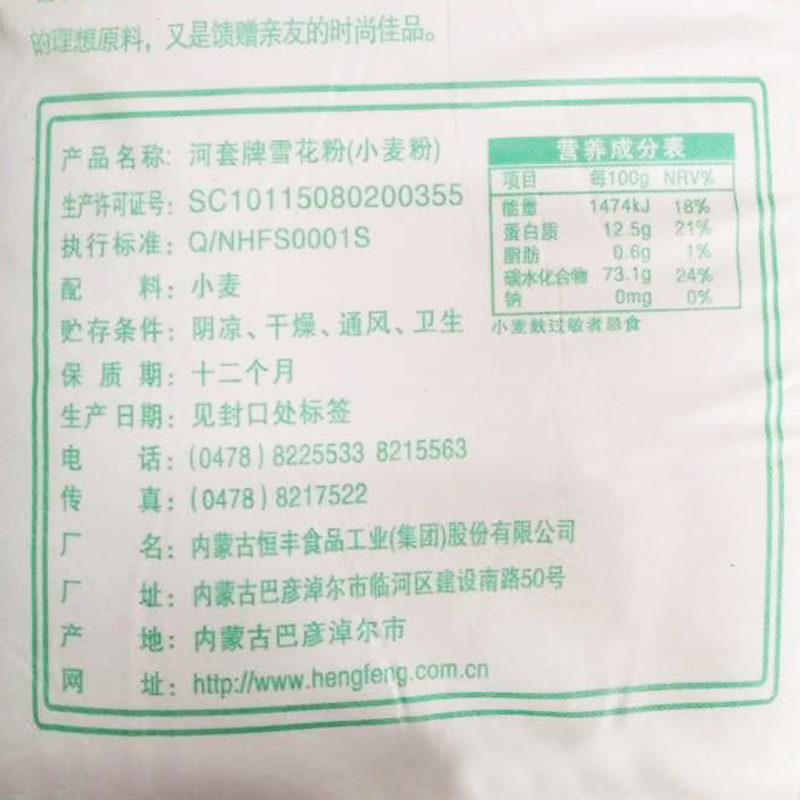 的理想原料，又是馈赠亲友的时尚佳品。
产品名称: 河套牌雪花粉(小麦粉)
生产许可证号: SC10115080200355
执行标准: Q/NHFS0001S
配 料: 小麦
贮存条件: 阴凉、干燥、通风、卫生
保 质 期: 十二个月
生产日期: 见封口处标签
电 话: (0478)8225533 8215563
传 真: (0478)8217522
厂 名: 内蒙古恒丰食品工业(集团)股份有限公司
厂 址: 内蒙古巴彦淖尔市临河区建设南路50号
产 地: 内蒙古巴彦淖尔市
网 址: http://www.hengfeng.com.cn
营养成分表
项目 每100g NRV%
能量 1474kJ 18%
蛋白质 12.5g 21%
脂肪 0.6g 1%
碳水化合物 73.1g 24%
钠 0mg 0%
小麦麸过敏者忌食